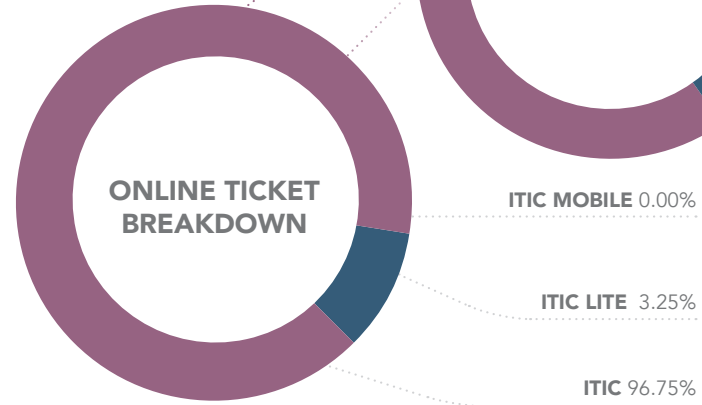 ONLINE TICKET
BREAKDOWN
ITIC MOBILE 0.00%
ITIC LITE 3.25%
ITIC 96.75%